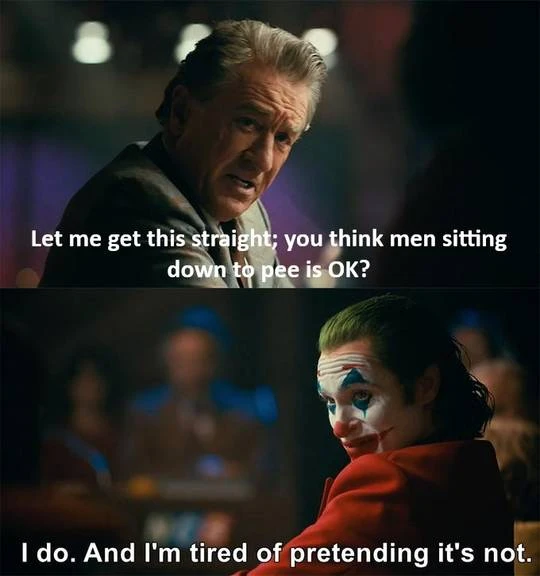 Let me get this straight; you think men sitting
down to pee is OK?
I do. And I'm tired of pretending it's not.